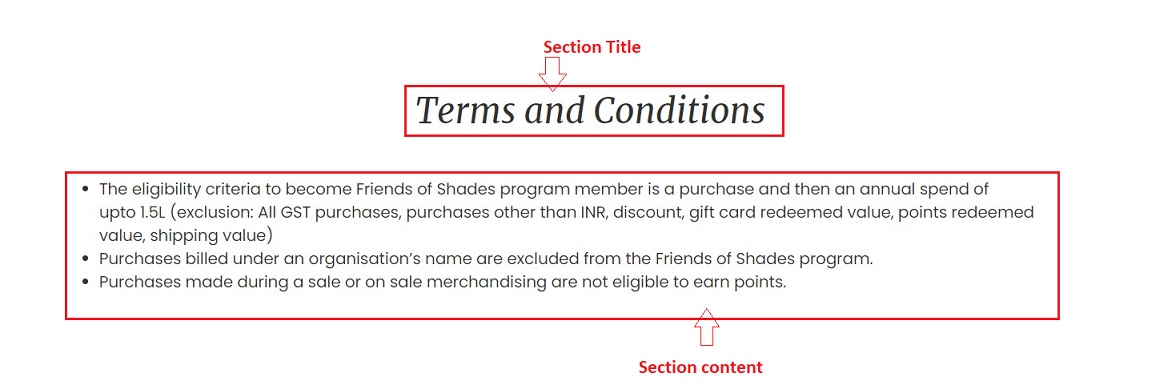 Section Title
Terms and Conditions
• The eligibility criteria to become Friends of Shades program member is a purchase and then an annual spend of
upto 1.5L (exclusion: All GST purchases, purchases other than INR, discount, gift card redeemed value, points redeemed
value, shipping value)
• Purchases billed under an organisation’s name are excluded from the Friends of Shades program.
• Purchases made during a sale or on sale merchandising are not eligible to earn points.
Section content